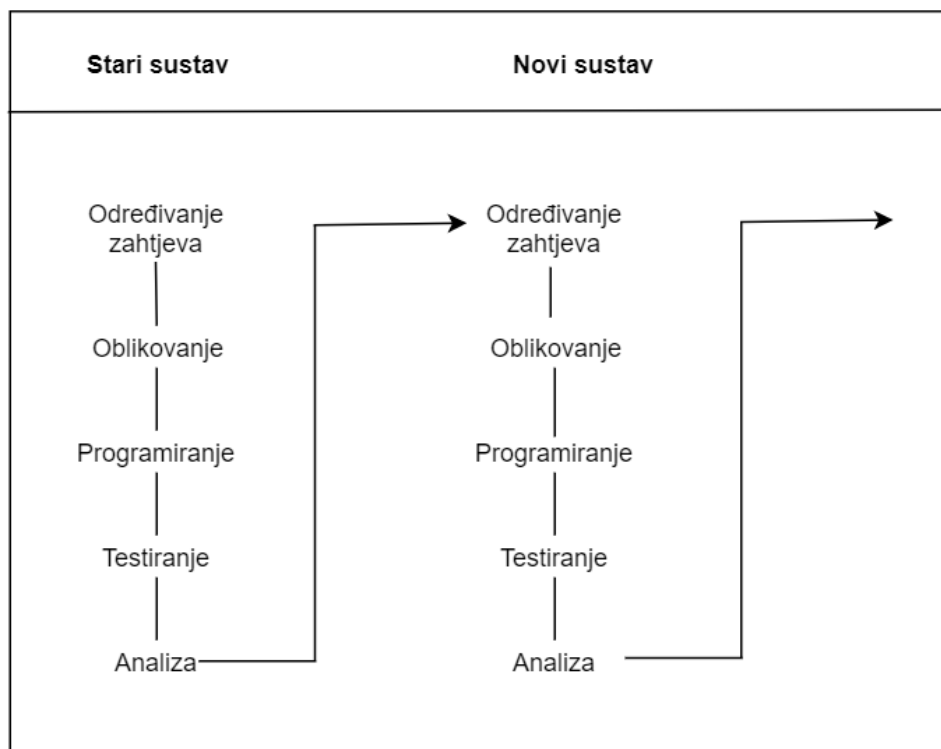 Stari sustav
Novi sustav
Određivanje
zahtjeva
Oblikovanje
Programiranje
Testiranje
Analiza
Određivanje
zahtjeva
Oblikovanje
Programiranje
Testiranje
Analiza